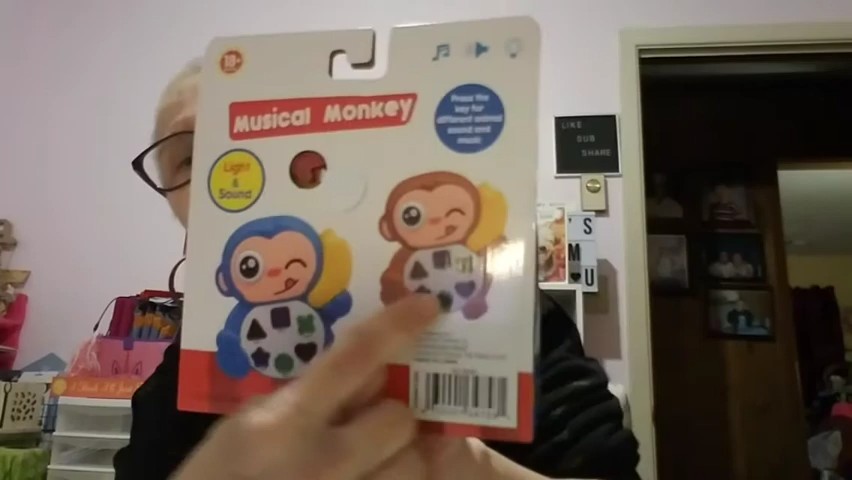 18+
Musical Monkey
Press the
key for
different animal
sound and
music
Light
&
Sound
LIKE
SUB
SHARE
S
M
U